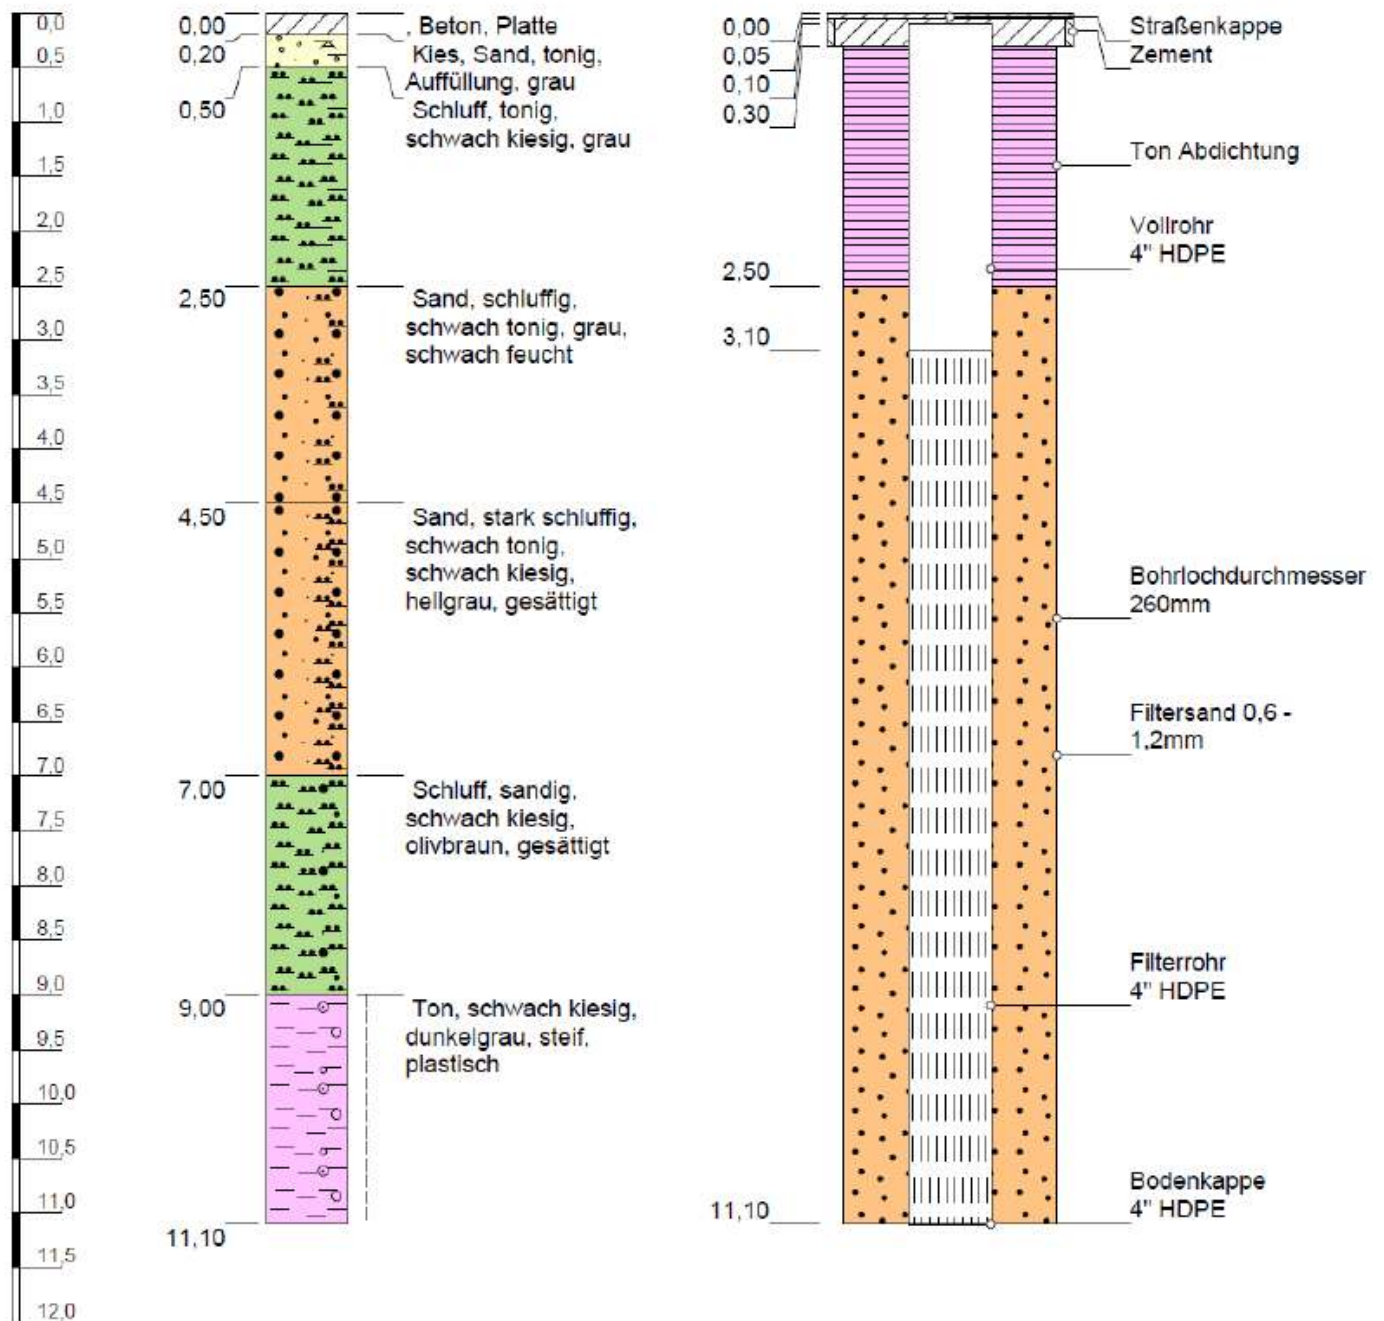 0,0
0,5
1,0
1,5
2,0
2,5
3,0
3,5
4,0
4,5
5,0
5,5
6,0
6,5
7,0
7,5
8,0
8,5
9,0
9,5
10,0
10,5
11,0
11,5
12,0
0,00
0,20
0,50
2,50
4,50
7,00
9,00
11,10
, Beton, Platte
Kies, Sand, tonig,
Auffüllung, grau
Schluff, tonig,
schwach kiesig, grau
Sand, schluffig,
schwach tonig, grau,
schwach feucht
Sand, stark schluffig,
schwach tonig,
schwach kiesig,
hellgrau, gesättigt
Schluff, sandig,
schwach kiesig,
olivbraun, gesättigt
Ton, schwach kiesig,
dunkelgrau, steif,
plastisch
0,00
0,05
0,10
0,30
2,50
3,10
11,10
Straßenkappe
Zement
Ton Abdichtung
Vollrohr
4" HDPE
Bohrlochdurchmesser
260mm
Filtersand 0,6 -
1,2mm
Filterrohr
4" HDPE
Bodenkappe
4" HDPE